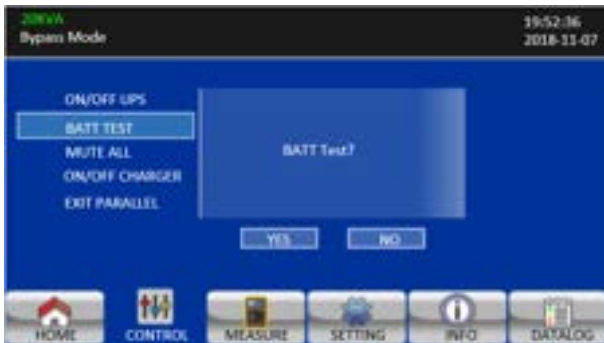 20KVA
Bypass Mode
19:52:36
2018-11-07
ON/OFF UPS
BATT TEST
MUTE ALL
ON/OFF CHARGER
EXIT PARALLEL
BATT Test?
YES
NO
HOME
CONTROL
MEASURE
SETTING
INFO
DATALOG